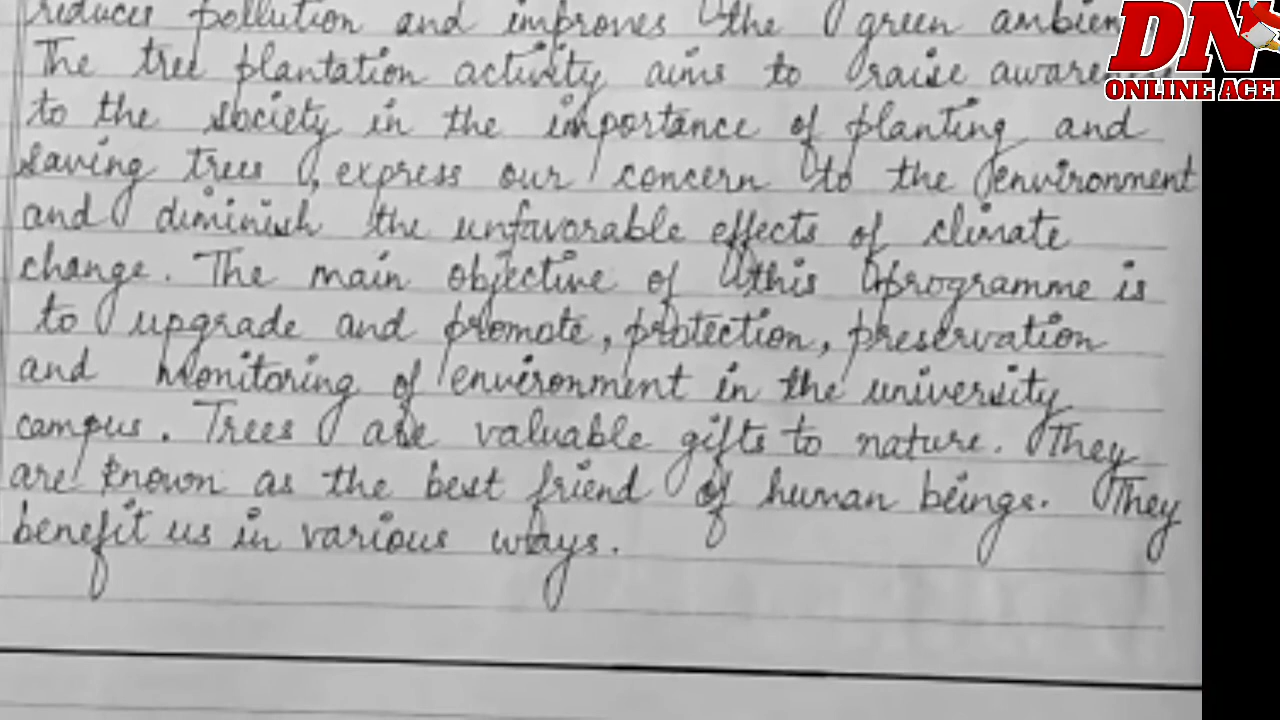 reduces pollution and improves the green ambien
The tree plantation activity aims to raise aware
to the society in the importance of planting and
saving trees, express our concern to the environment
and diminish the unfavorable effects of climate
change. The main objective of this programme is
to upgrade and promote, protection, preservation
and monitoring of environment in the university
campus. Trees are valuable gifts to nature. They
are known as the best friend of human beings. They
benefit us in various ways.
DN
ONLINE ACE